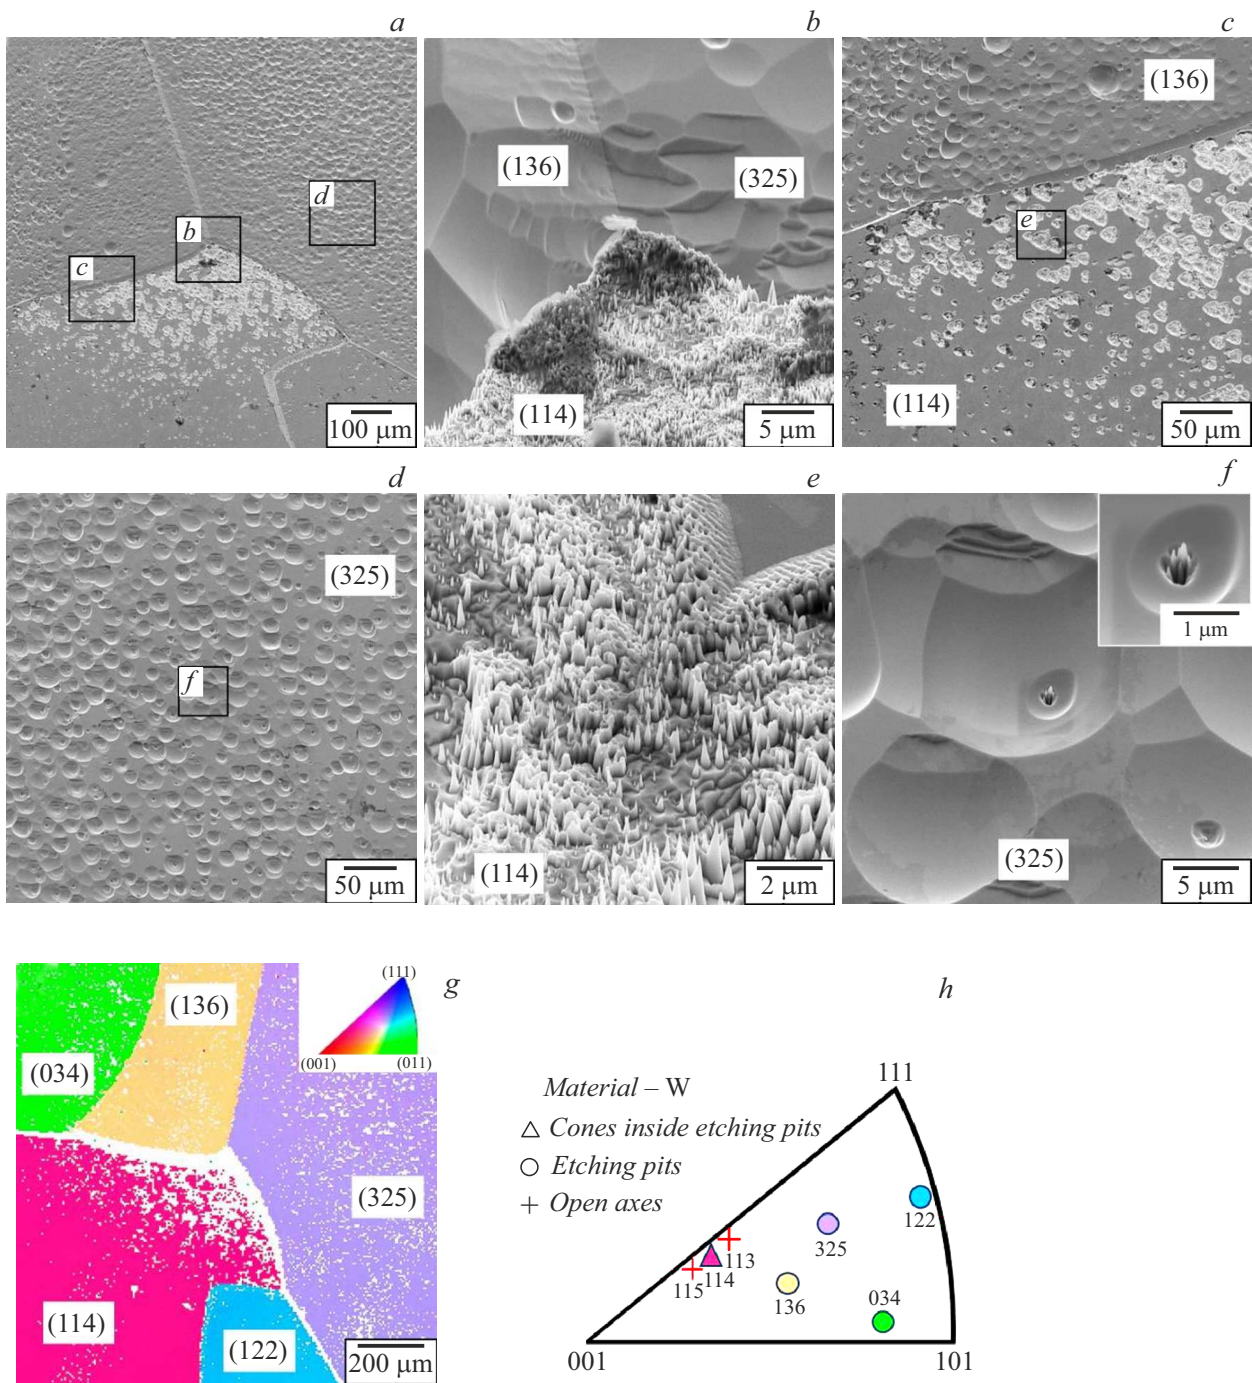 a
b
c
d
b
c
100 μm
(136)
(325)
(114)
5 μm
(136)
e
(114)
50 μm
d
e
f
(325)
f
50 μm
(114)
2 μm
1 μm
(325)
5 μm
g
h
(136)
(111)
(001)
(011)
(034)
(325)
(114)
(122)
200 μm
Material – W
Cones inside etching pits
Etching pits
Open axes
111
122
325
113
114
115
136
034
001
101